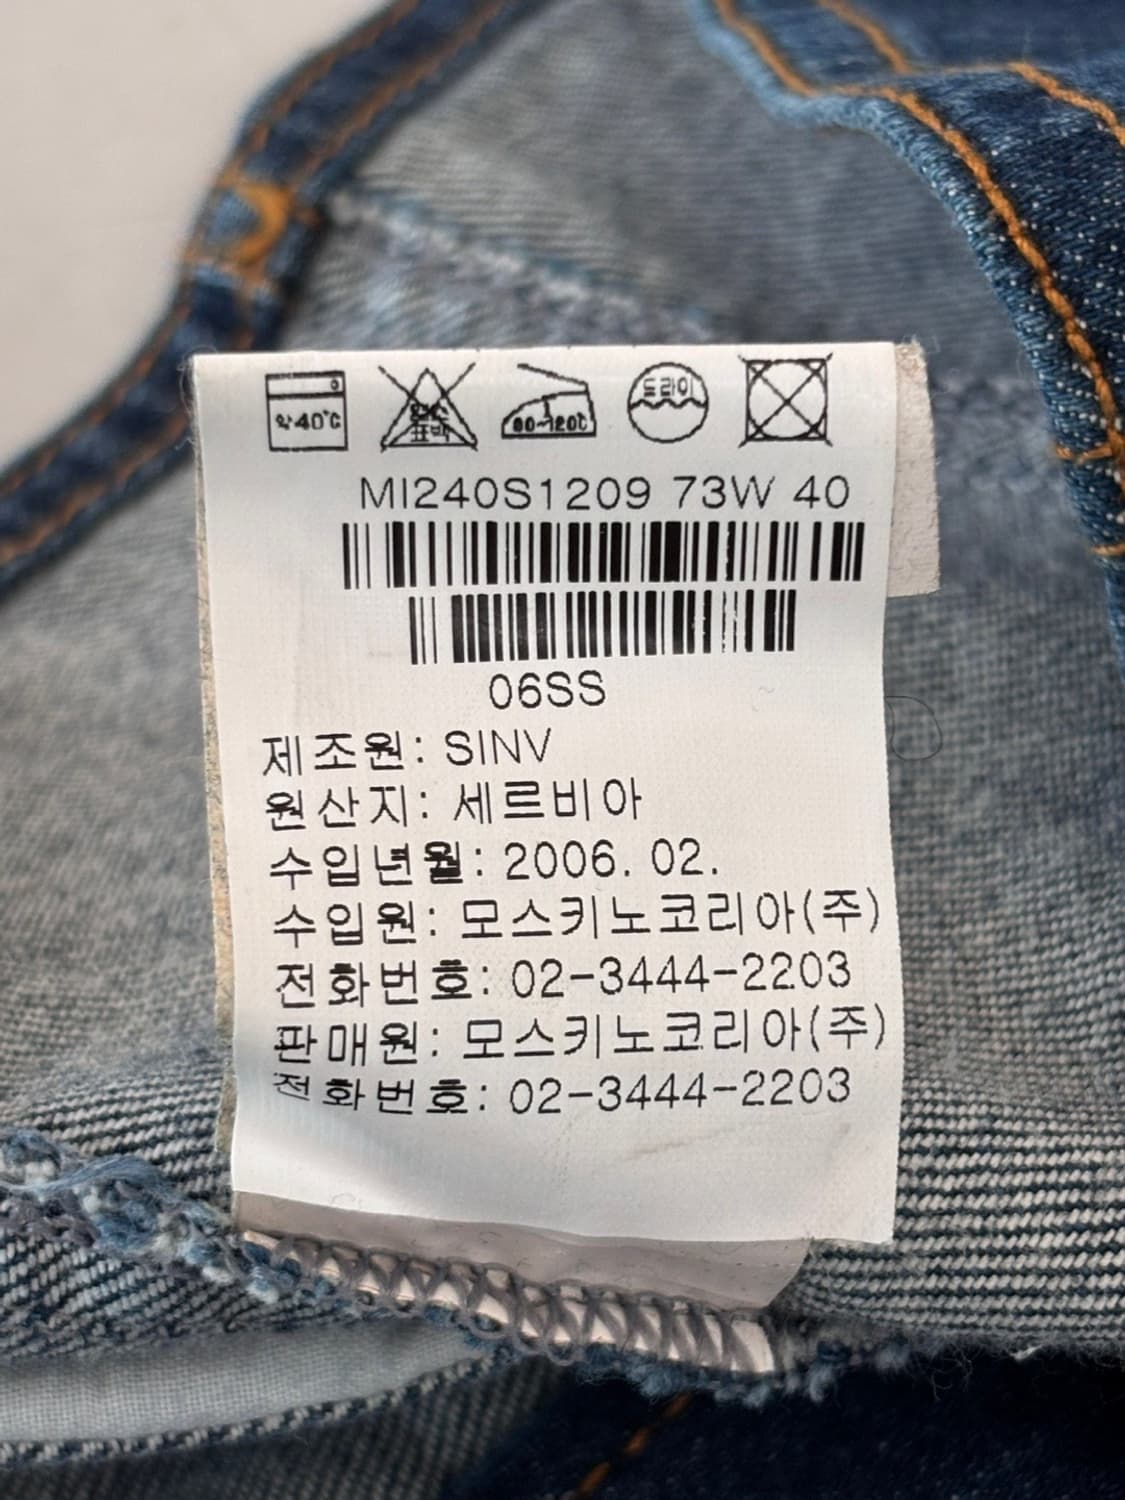 약40℃
염소
표백
80~120℃
드라이
MI240S1209 73W 40
06SS
제조원: SINV
원산지: 세르비아
수입년월: 2006. 02.
수입원: 모스키노코리아(주)
전화번호: 02-3444-2203
판매원: 모스키노코리아(주)
전화번호: 02-3444-2203